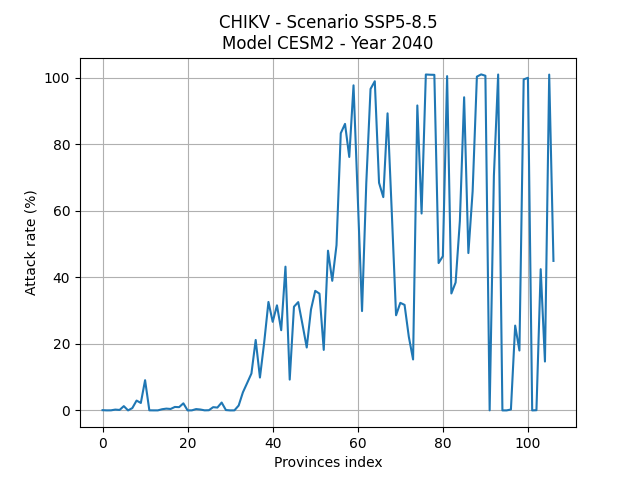 CHIKV - Scenario SSP5-8.5
Model CESM2 - Year 2040
Attack rate (%)
100
80
60
40
20
0
0 20 40 60 80 100
Provinces index